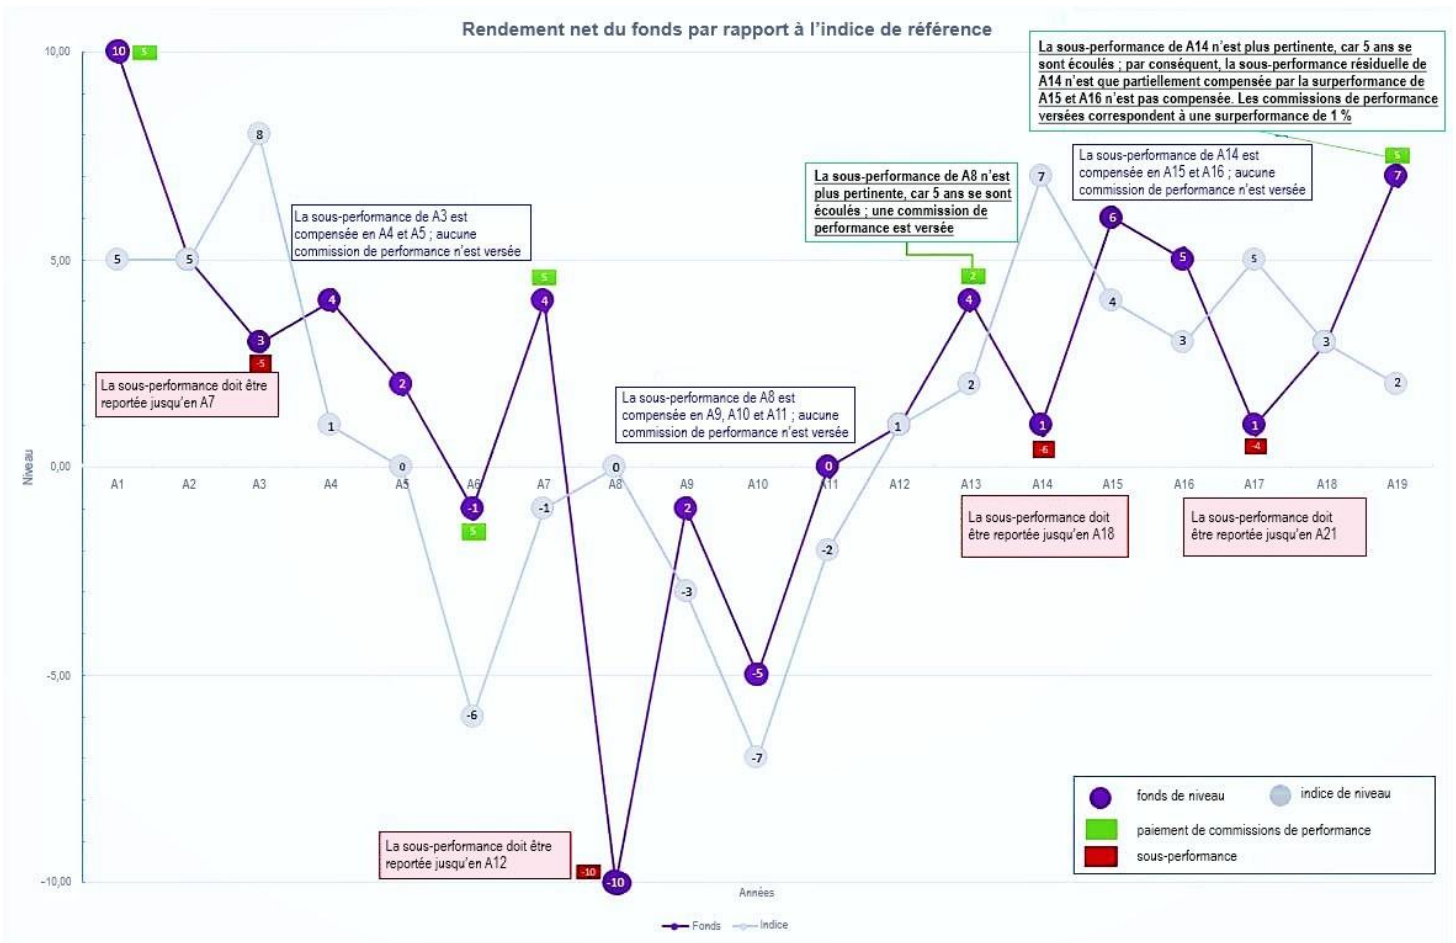 Rendement net du fonds par rapport à l'indice de référence
10,00
5,00
0,00
-5,00
-10,00
Niveau
10
5
5
5
8
3
-5
La sous-performance doit être
reportée jusqu'en A7
La sous-performance de A3 est
compensée en A4 et A5 ; aucune
commission de performance n'est versée
4
1
2
0
-1
5
-6
5
4
-1
0
La sous-performance doit être
reportée jusqu'en A12
-10
-10
La sous-performance de A8 est
compensée en A9, A10 et A11 ; aucune
commission de performance n'est versée
2
-3
-5
-7
0
-2
1
La sous-performance de A8 n'est
plus pertinente, car 5 ans se sont
écoulés ; une commission de
performance est versée
2
4
2
7
1
-6
La sous-performance doit
être reportée jusqu'en A18
La sous-performance de A14 est
compensée en A15 et A16 ; aucune
commission de performance n'est versée
6
4
5
3
5
1
-4
La sous-performance doit
être reportée jusqu'en A21
3
La sous-performance de A14 n'est plus pertinente, car 5 ans se
sont écoulés ; par conséquent, la sous-performance résiduelle de
A14 n'est que partiellement compensée par la surperformance de
A15 et A16 n'est pas compensée. Les commissions de performance
versées correspondent à une surperformance de 1 %
5
7
2
A1 A2 A3 A4 A5 A6 A7 A8 A9 A10 A11 A12 A13 A14 A15 A16 A17 A18 A19
Années
fonds de niveau
indice de niveau
paiement de commissions de performance
sous-performance
Fonds
Indice